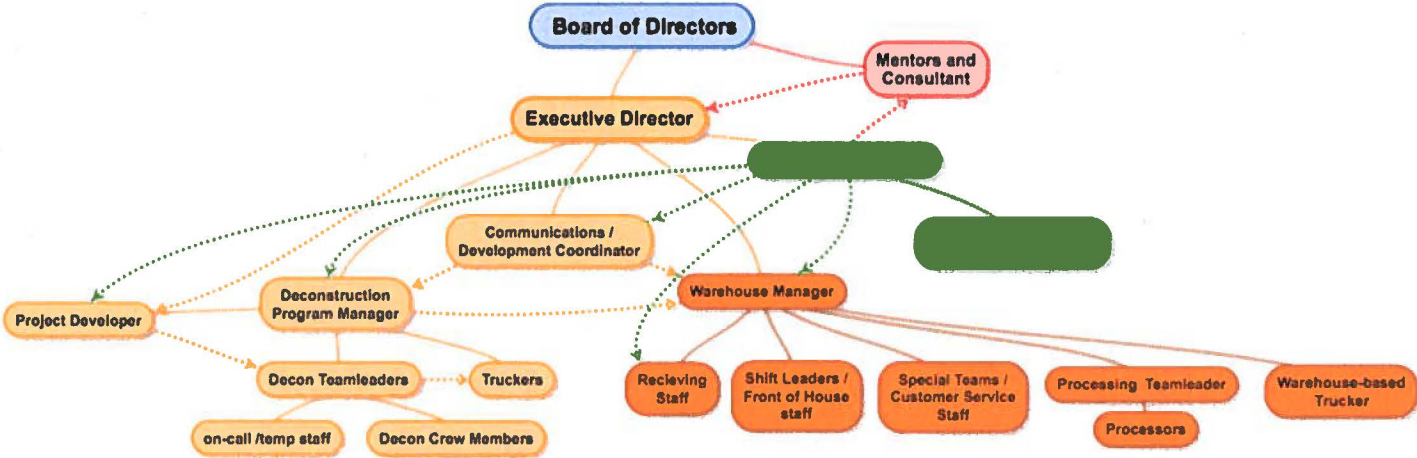 Board of Directors
Mentors and
Consultant
Executive Director
Communications /
Development Coordinator
Deconstruction
Program Manager
Warehouse Manager
Project Developer
Decon Teamleaders
Truckers
Recieving
Staff
Shift Leaders /
Front of House
staff
Special Teams /
Customer Service
Staff
Processing Teamleader
Warehouse-based
Trucker
on-call /temp staff
Decon Crew Members
Processors